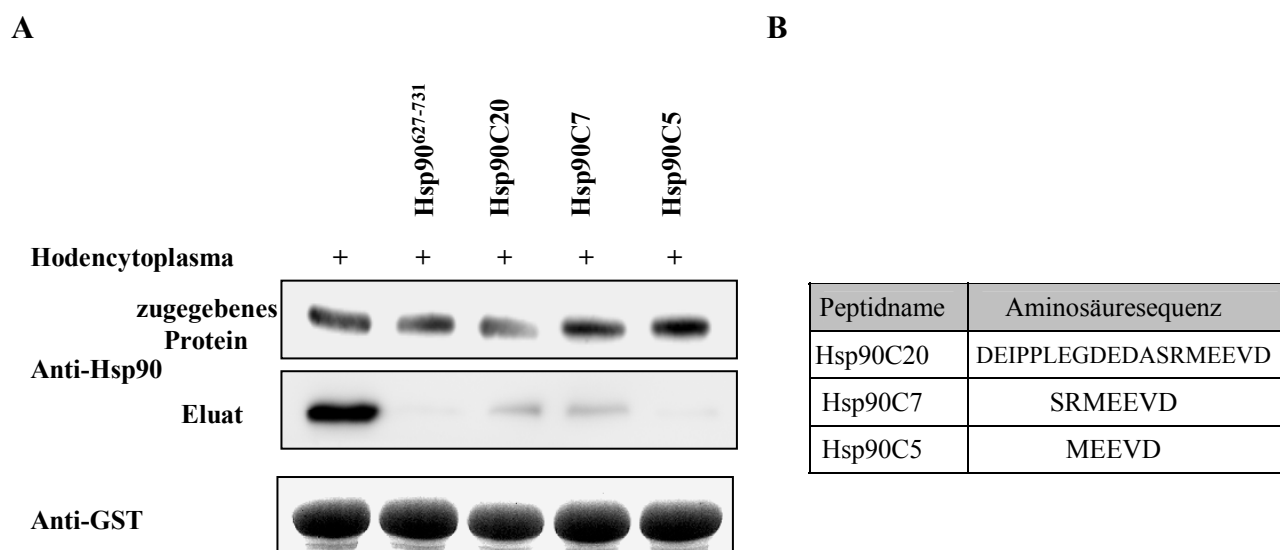 A
B
Hsp90627-731
Hsp90C20
Hsp90C7
Hsp90C5
Hodencytoplasma + + + + +
zugegebenes
Protein
Anti-Hsp90
Eluat
Anti-GST
Peptidname Aminosäuresequenz
Hsp90C20 DEIPPLEGDEDASRMEEVD
Hsp90C7 SRMEEVD
Hsp90C5 MEEVD